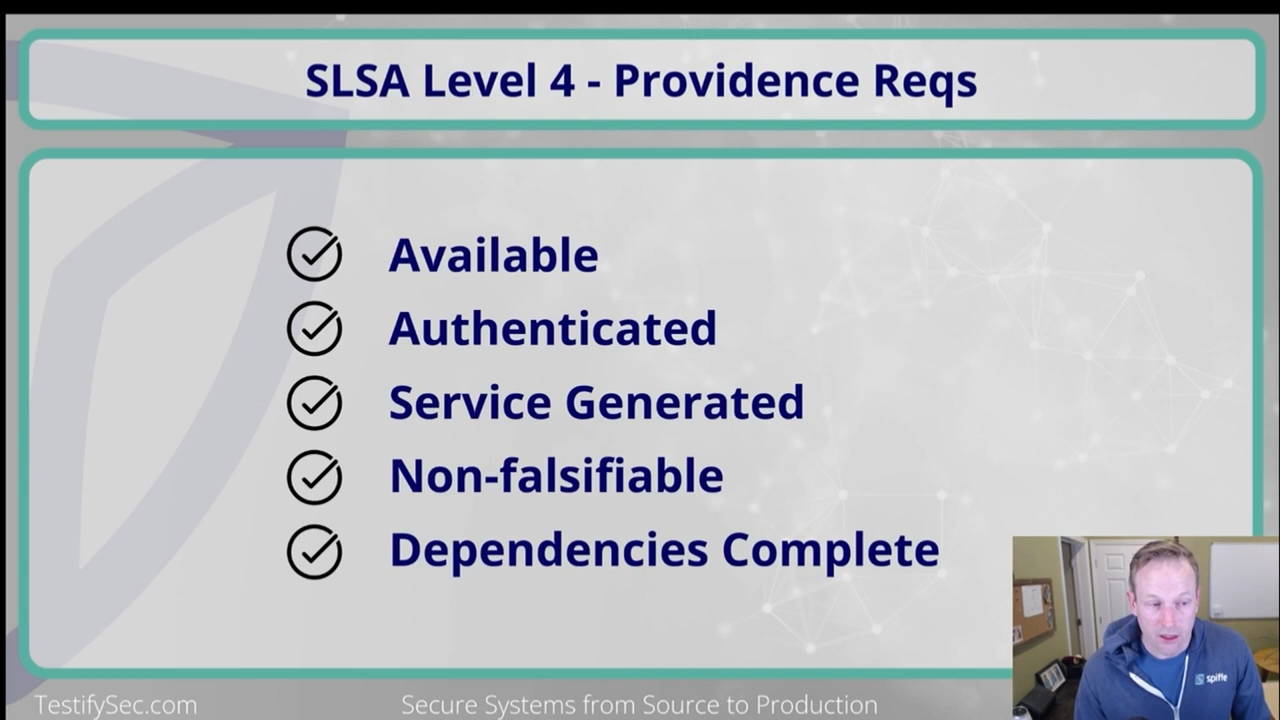 SLSA Level 4 - Providence Reqs
Available
Authenticated
Service Generated
Non-falsifiable
Dependencies Complete
spiffe
TestifySec.com
Secure Systems from Source to Production